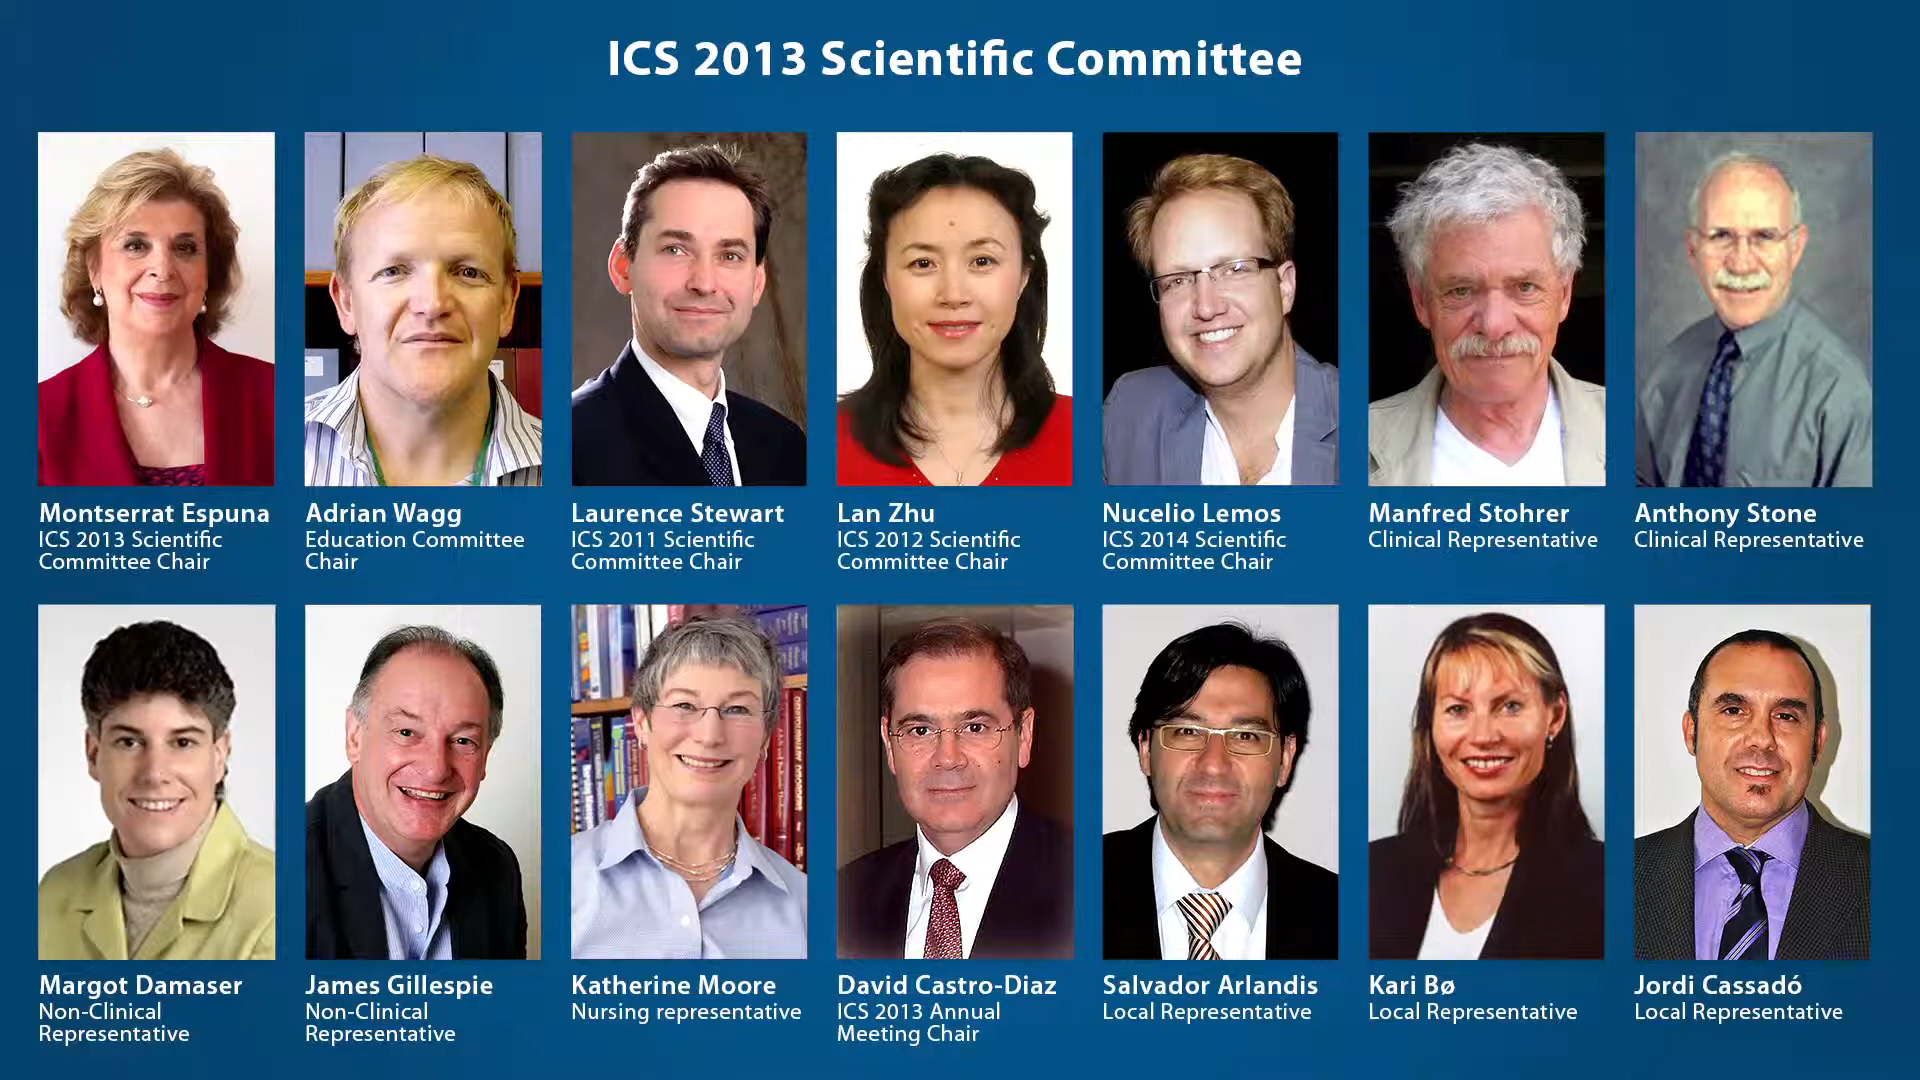 ICS 2013 Scientific Committee
Montserrat Espuna
ICS 2013 Scientific
Committee Chair
Adrian Wagg
Education Committee
Chair
Laurence Stewart
ICS 2011 Scientific
Committee Chair
Lan Zhu
ICS 2012 Scientific
Committee Chair
Nucelio Lemos
ICS 2014 Scientific
Committee Chair
Manfred Stohrer
Clinical Representative
Anthony Stone
Clinical Representative
Margot Damaser
Non-Clinical
Representative
James Gillespie
Non-Clinical
Representative
Katherine Moore
Nursing representative
David Castro-Diaz
ICS 2013 Annual
Meeting Chair
Salvador Arlandis
Local Representative
Kari Bø
Local Representative
Jordi Cassadó
Local Representative